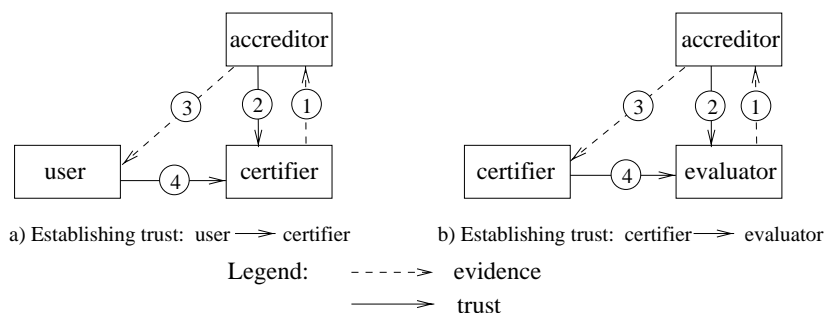 accreditor
3
2
1
user
4
certifier
a) Establishing trust: user certifier
accreditor
3
2
1
certifier
4
evaluator
b) Establishing trust: certifier evaluator
Legend:
evidence
trust